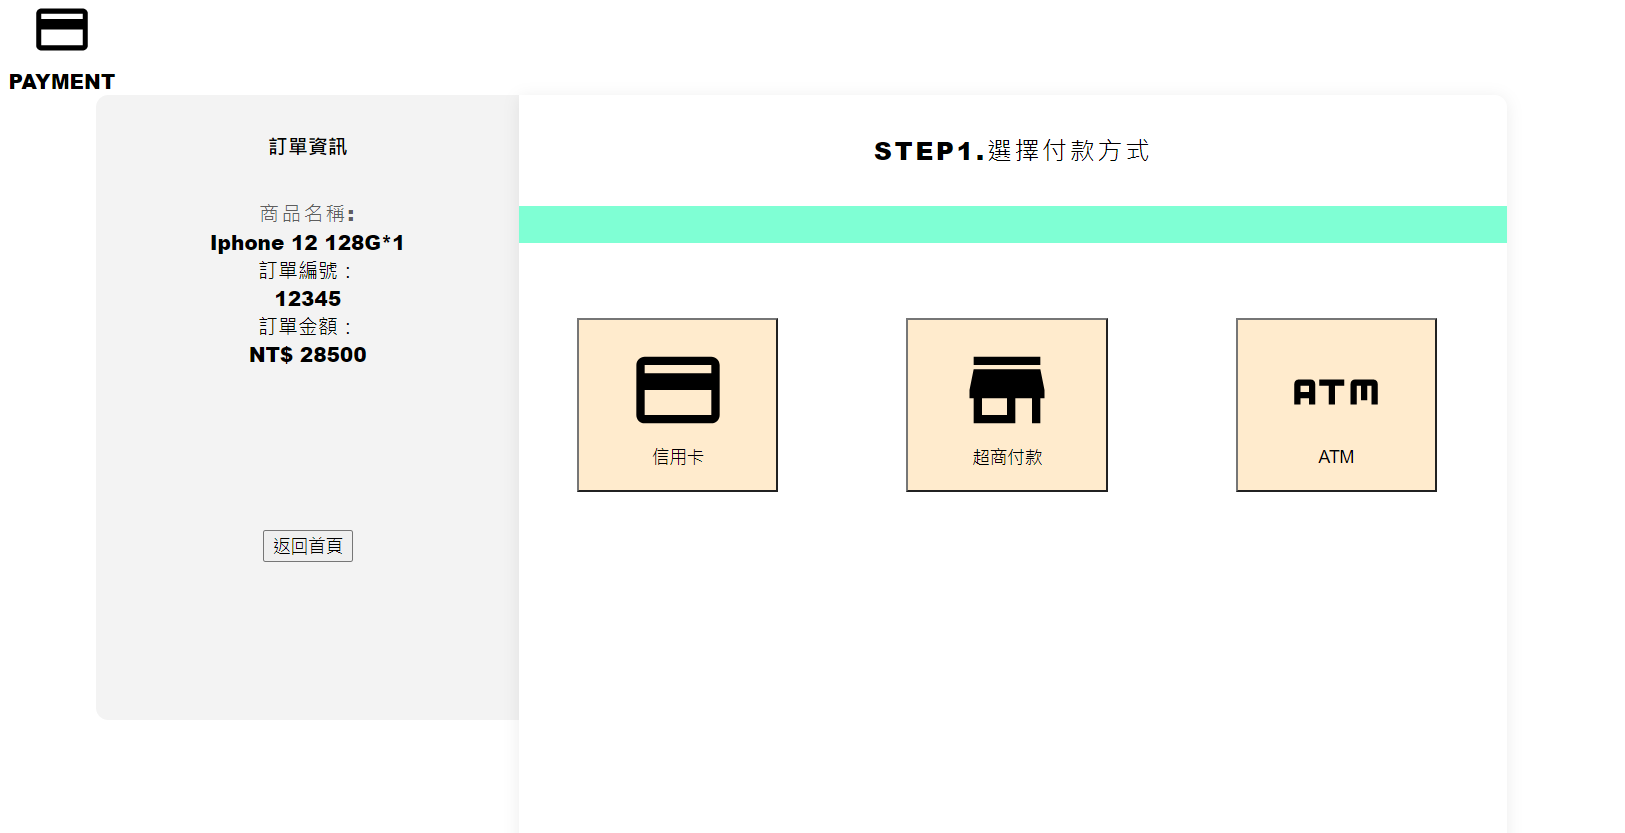 PAYMENT
訂單資訊
商品名稱:
Iphone 12 128G*1
訂單編號：
12345
訂單金額：
NT$ 28500
返回首頁
STEP1.選擇付款方式
信用卡
超商付款
ATM
ATM